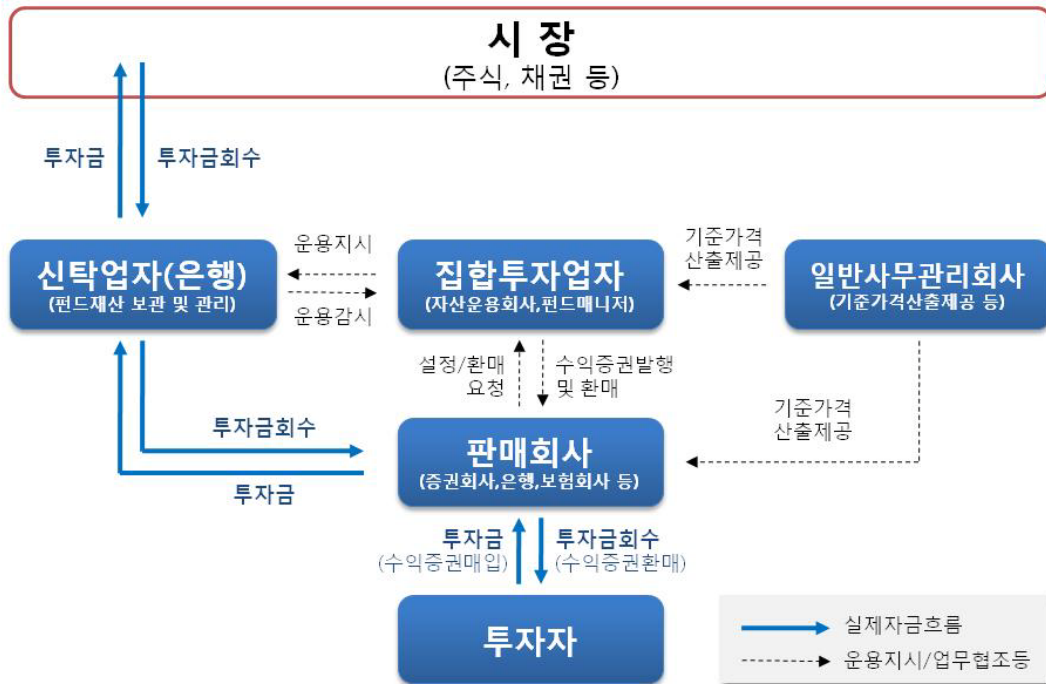 시 장
(주식, 채권 등)
투자금
투자금회수
신탁업자(은행)
(펀드재산 보관 및 관리)
운용지시
운용감시
집합투자업자
(자산운용회사,펀드매니저)
기준가격
산출제공
일반사무관리회사
(기준가격산출제공 등)
설정/환매
요청
수익증권발행
및 환매
기준가격
산출제공
투자금회수
투자금
판매회사
(증권회사,은행,보험회사 등)
투자금
(수익증권매입)
투자금회수
(수익증권환매)
투자자
실제자금흐름
운용지시/업무협조등